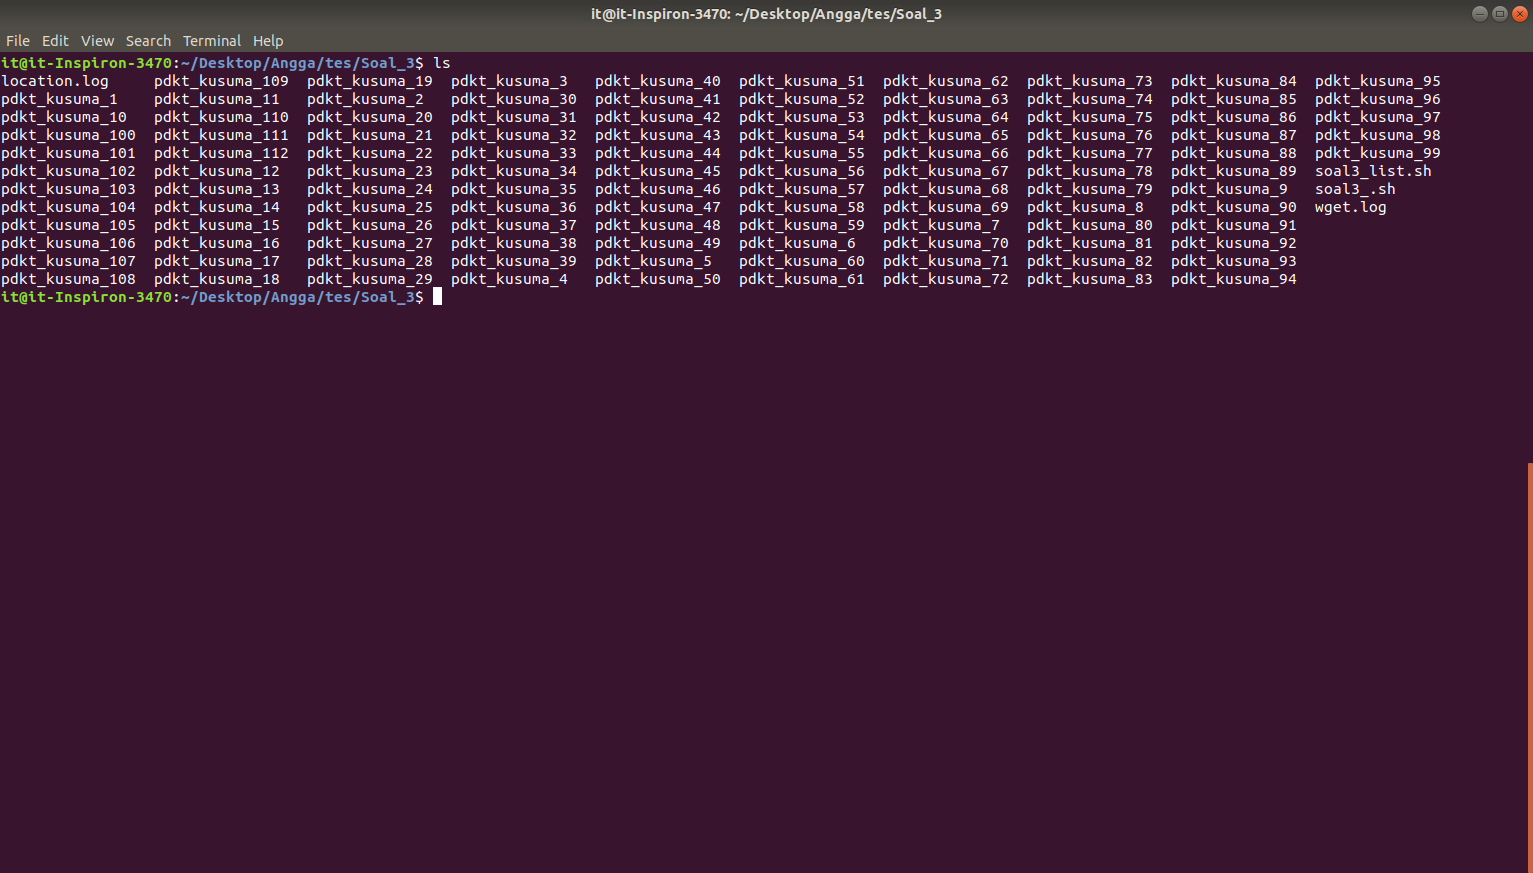 it@it-Inspiron-3470: ~/Desktop/Angga/tes/Soal_3
File Edit View Search Terminal Help
it@it-Inspiron-3470:~/Desktop/Angga/tes/Soal_3$ ls
location.log pdkt_kusuma_109 pdkt_kusuma_19 pdkt_kusuma_3 pdkt_kusuma_40 pdkt_kusuma_51 pdkt_kusuma_62 pdkt_kusuma_73 pdkt_kusuma_84 pdkt_kusuma_95
pdkt_kusuma_1 pdkt_kusuma_11 pdkt_kusuma_2 pdkt_kusuma_30 pdkt_kusuma_41 pdkt_kusuma_52 pdkt_kusuma_63 pdkt_kusuma_74 pdkt_kusuma_85 pdkt_kusuma_96
pdkt_kusuma_10 pdkt_kusuma_110 pdkt_kusuma_20 pdkt_kusuma_31 pdkt_kusuma_42 pdkt_kusuma_53 pdkt_kusuma_64 pdkt_kusuma_75 pdkt_kusuma_86 pdkt_kusuma_97
pdkt_kusuma_100 pdkt_kusuma_111 pdkt_kusuma_21 pdkt_kusuma_32 pdkt_kusuma_43 pdkt_kusuma_54 pdkt_kusuma_65 pdkt_kusuma_76 pdkt_kusuma_87 pdkt_kusuma_98
pdkt_kusuma_101 pdkt_kusuma_112 pdkt_kusuma_22 pdkt_kusuma_33 pdkt_kusuma_44 pdkt_kusuma_55 pdkt_kusuma_66 pdkt_kusuma_77 pdkt_kusuma_88 pdkt_kusuma_99
pdkt_kusuma_102 pdkt_kusuma_12 pdkt_kusuma_23 pdkt_kusuma_34 pdkt_kusuma_45 pdkt_kusuma_56 pdkt_kusuma_67 pdkt_kusuma_78 pdkt_kusuma_89 soal3_list.sh
pdkt_kusuma_103 pdkt_kusuma_13 pdkt_kusuma_24 pdkt_kusuma_35 pdkt_kusuma_46 pdkt_kusuma_57 pdkt_kusuma_68 pdkt_kusuma_79 pdkt_kusuma_9 soal3_.sh
pdkt_kusuma_104 pdkt_kusuma_14 pdkt_kusuma_25 pdkt_kusuma_36 pdkt_kusuma_47 pdkt_kusuma_58 pdkt_kusuma_69 pdkt_kusuma_8 pdkt_kusuma_90 wget.log
pdkt_kusuma_105 pdkt_kusuma_15 pdkt_kusuma_26 pdkt_kusuma_37 pdkt_kusuma_48 pdkt_kusuma_59 pdkt_kusuma_7 pdkt_kusuma_80 pdkt_kusuma_91
pdkt_kusuma_106 pdkt_kusuma_16 pdkt_kusuma_27 pdkt_kusuma_38 pdkt_kusuma_49 pdkt_kusuma_6 pdkt_kusuma_70 pdkt_kusuma_81 pdkt_kusuma_92
pdkt_kusuma_107 pdkt_kusuma_17 pdkt_kusuma_28 pdkt_kusuma_39 pdkt_kusuma_5 pdkt_kusuma_60 pdkt_kusuma_71 pdkt_kusuma_82 pdkt_kusuma_93
pdkt_kusuma_108 pdkt_kusuma_18 pdkt_kusuma_29 pdkt_kusuma_4 pdkt_kusuma_50 pdkt_kusuma_61 pdkt_kusuma_72 pdkt_kusuma_83 pdkt_kusuma_94
it@it-Inspiron-3470:~/Desktop/Angga/tes/Soal_3$